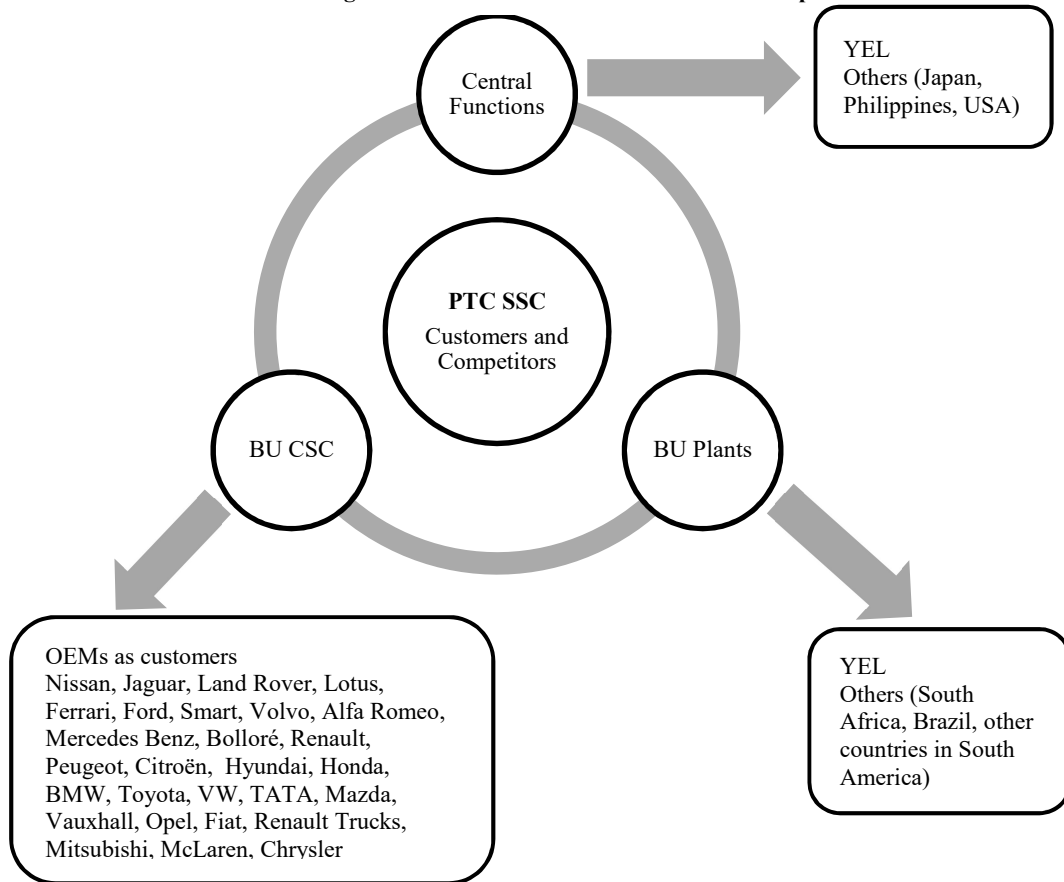 YEL
Others (Japan,
Philippines, USA)
Central
Functions
PTC SSC
Customers and
Competitors
BU CSC
BU Plants
OEMs as customers
Nissan, Jaguar, Land Rover, Lotus,
Ferrari, Ford, Smart, Volvo, Alfa Romeo,
Mercedes Benz, Bolloré, Renault,
Peugeot, Citroën, Hyundai, Honda,
BMW, Toyota, VW, TATA, Mazda,
Vauxhall, Opel, Fiat, Renault Trucks,
Mitsubishi, McLaren, Chrysler
YEL
Others (South
Africa, Brazil, other
countries in South
America)